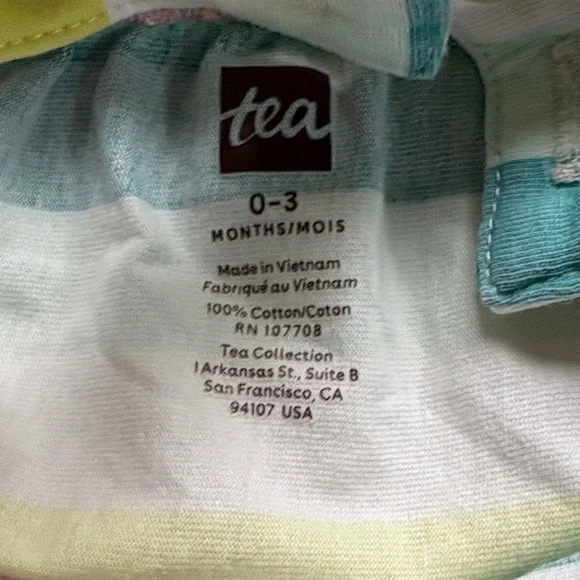 tea
0-3
MONTHS/MOIS
Made in Vietnam
Fabriqué au Vietnam
100% Cotton/Coton
RN 107708
Tea Collection
1 Arkansas St., Suite B
San Francisco, CA
94107 USA